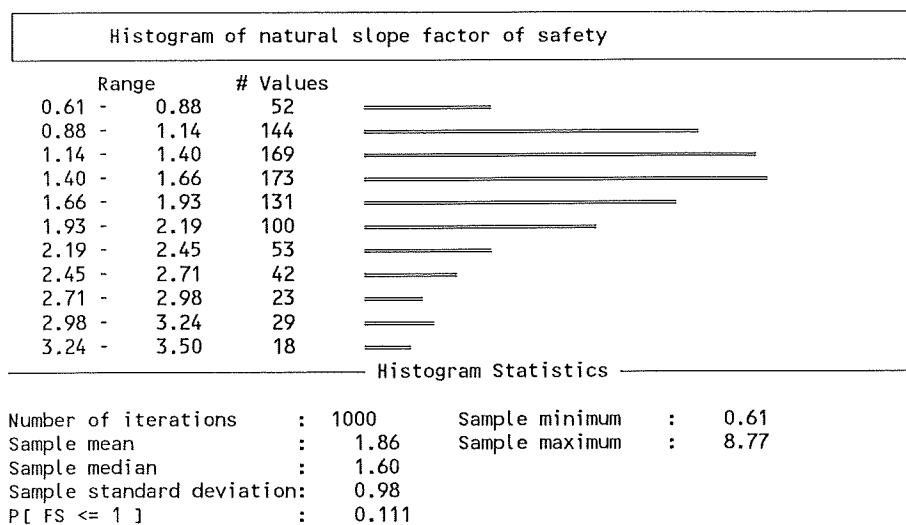 Histogram of natural slope factor of safety
Range # Values
0.61 - 0.88 52
0.88 - 1.14 144
1.14 - 1.40 169
1.40 - 1.66 173
1.66 - 1.93 131
1.93 - 2.19 100
2.19 - 2.45 53
2.45 - 2.71 42
2.71 - 2.98 23
2.98 - 3.24 29
3.24 - 3.50 18
Histogram Statistics
Number of iterations : 1000 Sample minimum : 0.61
Sample mean : 1.86 Sample maximum : 8.77
Sample median : 1.60
Sample standard deviation: 0.98
P[ FS <= 1 ] : 0.111